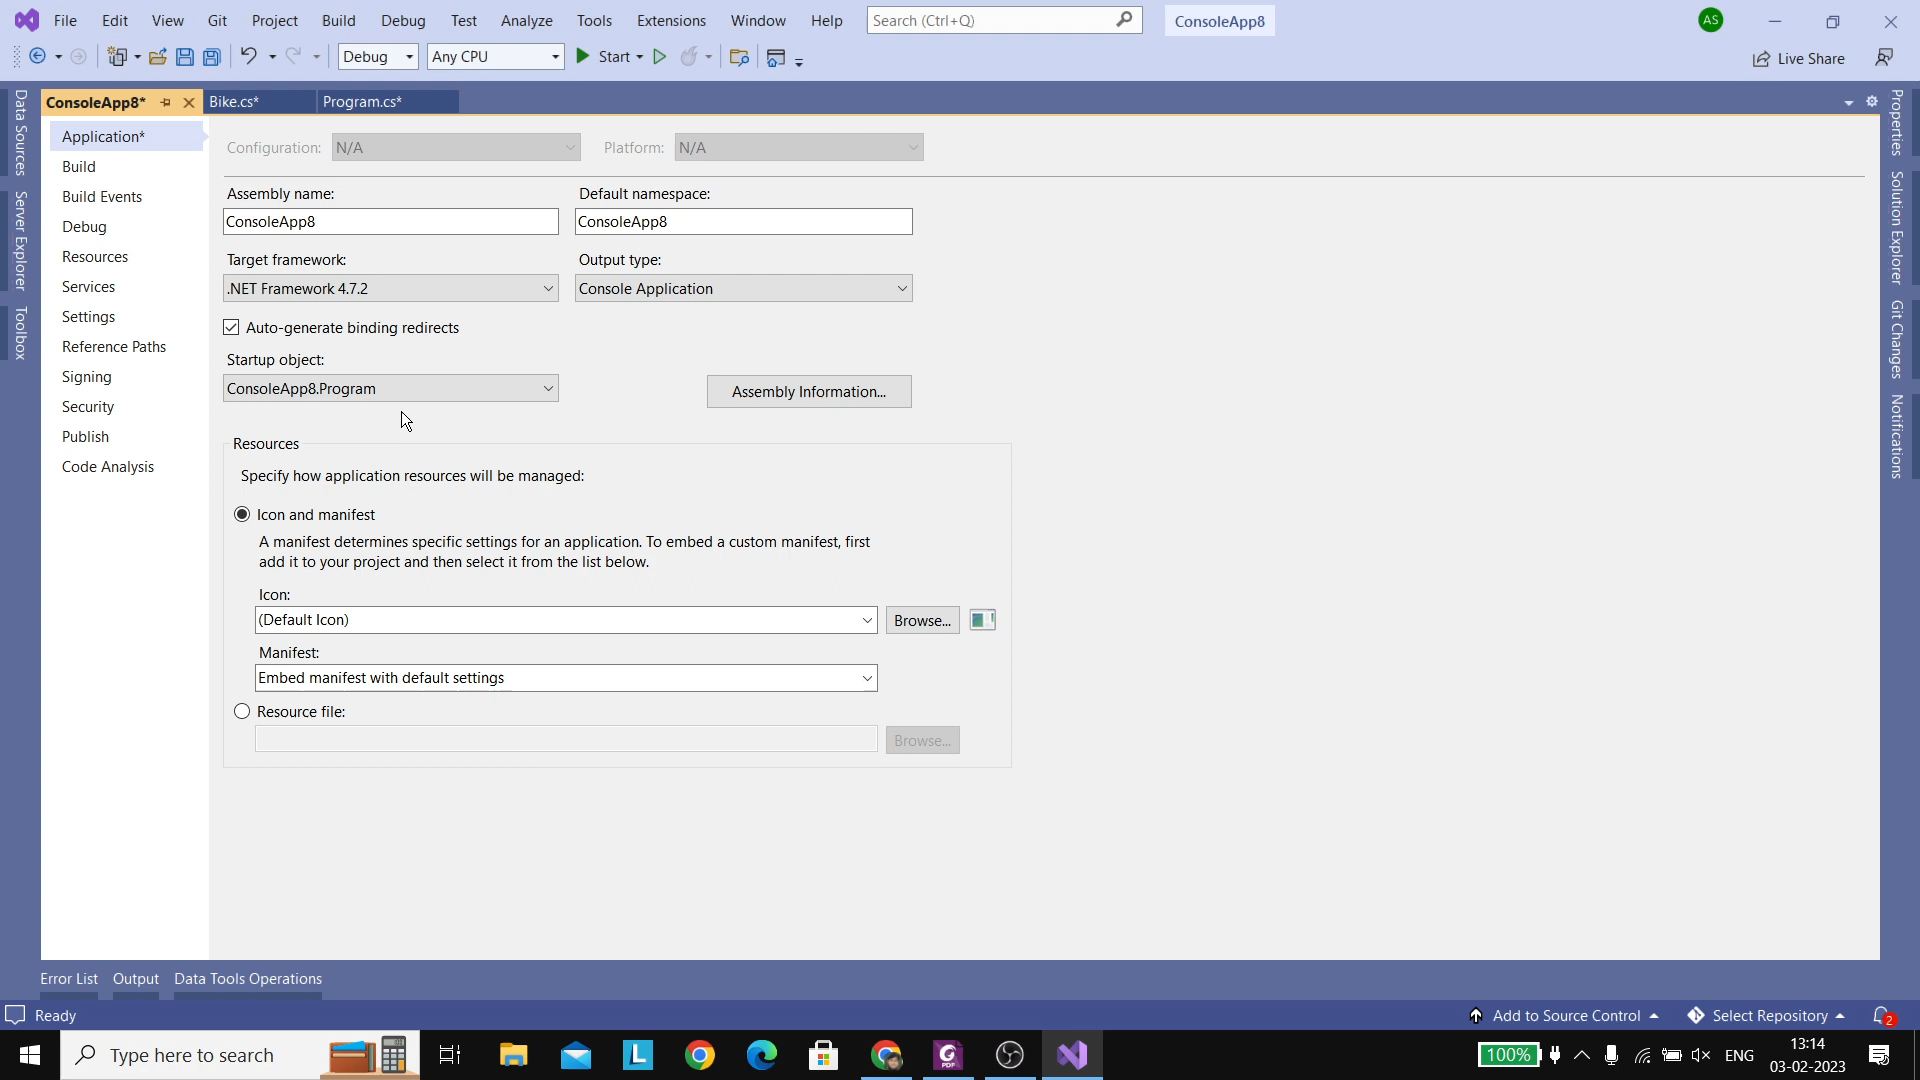 File Edit View Git Project Build Debug Test Analyze Tools Extensions Window Help Search (Ctrl+Q) ConsoleApp8 AS
Debug Any CPU Start Live Share
ConsoleApp8* Bike.cs* Program.cs*
Data Sources
Server Explorer
Toolbox
Application*
Build
Build Events
Debug
Resources
Services
Settings
Reference Paths
Signing
Security
Publish
Code Analysis
Configuration: N/A Platform: N/A
Assembly name: Default namespace:
ConsoleApp8 ConsoleApp8
Target framework: Output type:
.NET Framework 4.7.2 Console Application
Auto-generate binding redirects
Startup object:
ConsoleApp8.Program Assembly Information...
Resources
Specify how application resources will be managed:
Icon and manifest
A manifest determines specific settings for an application. To embed a custom manifest, first
add it to your project and then select it from the list below.
Icon:
(Default Icon) Browse...
Manifest:
Embed manifest with default settings
Resource file:
Browse...
Properties
Solution Explorer
Git Changes
Notifications
Error List Output Data Tools Operations
Ready Add to Source Control Select Repository 2
Type here to search L PDF 100% ENG 13:14
03-02-2023